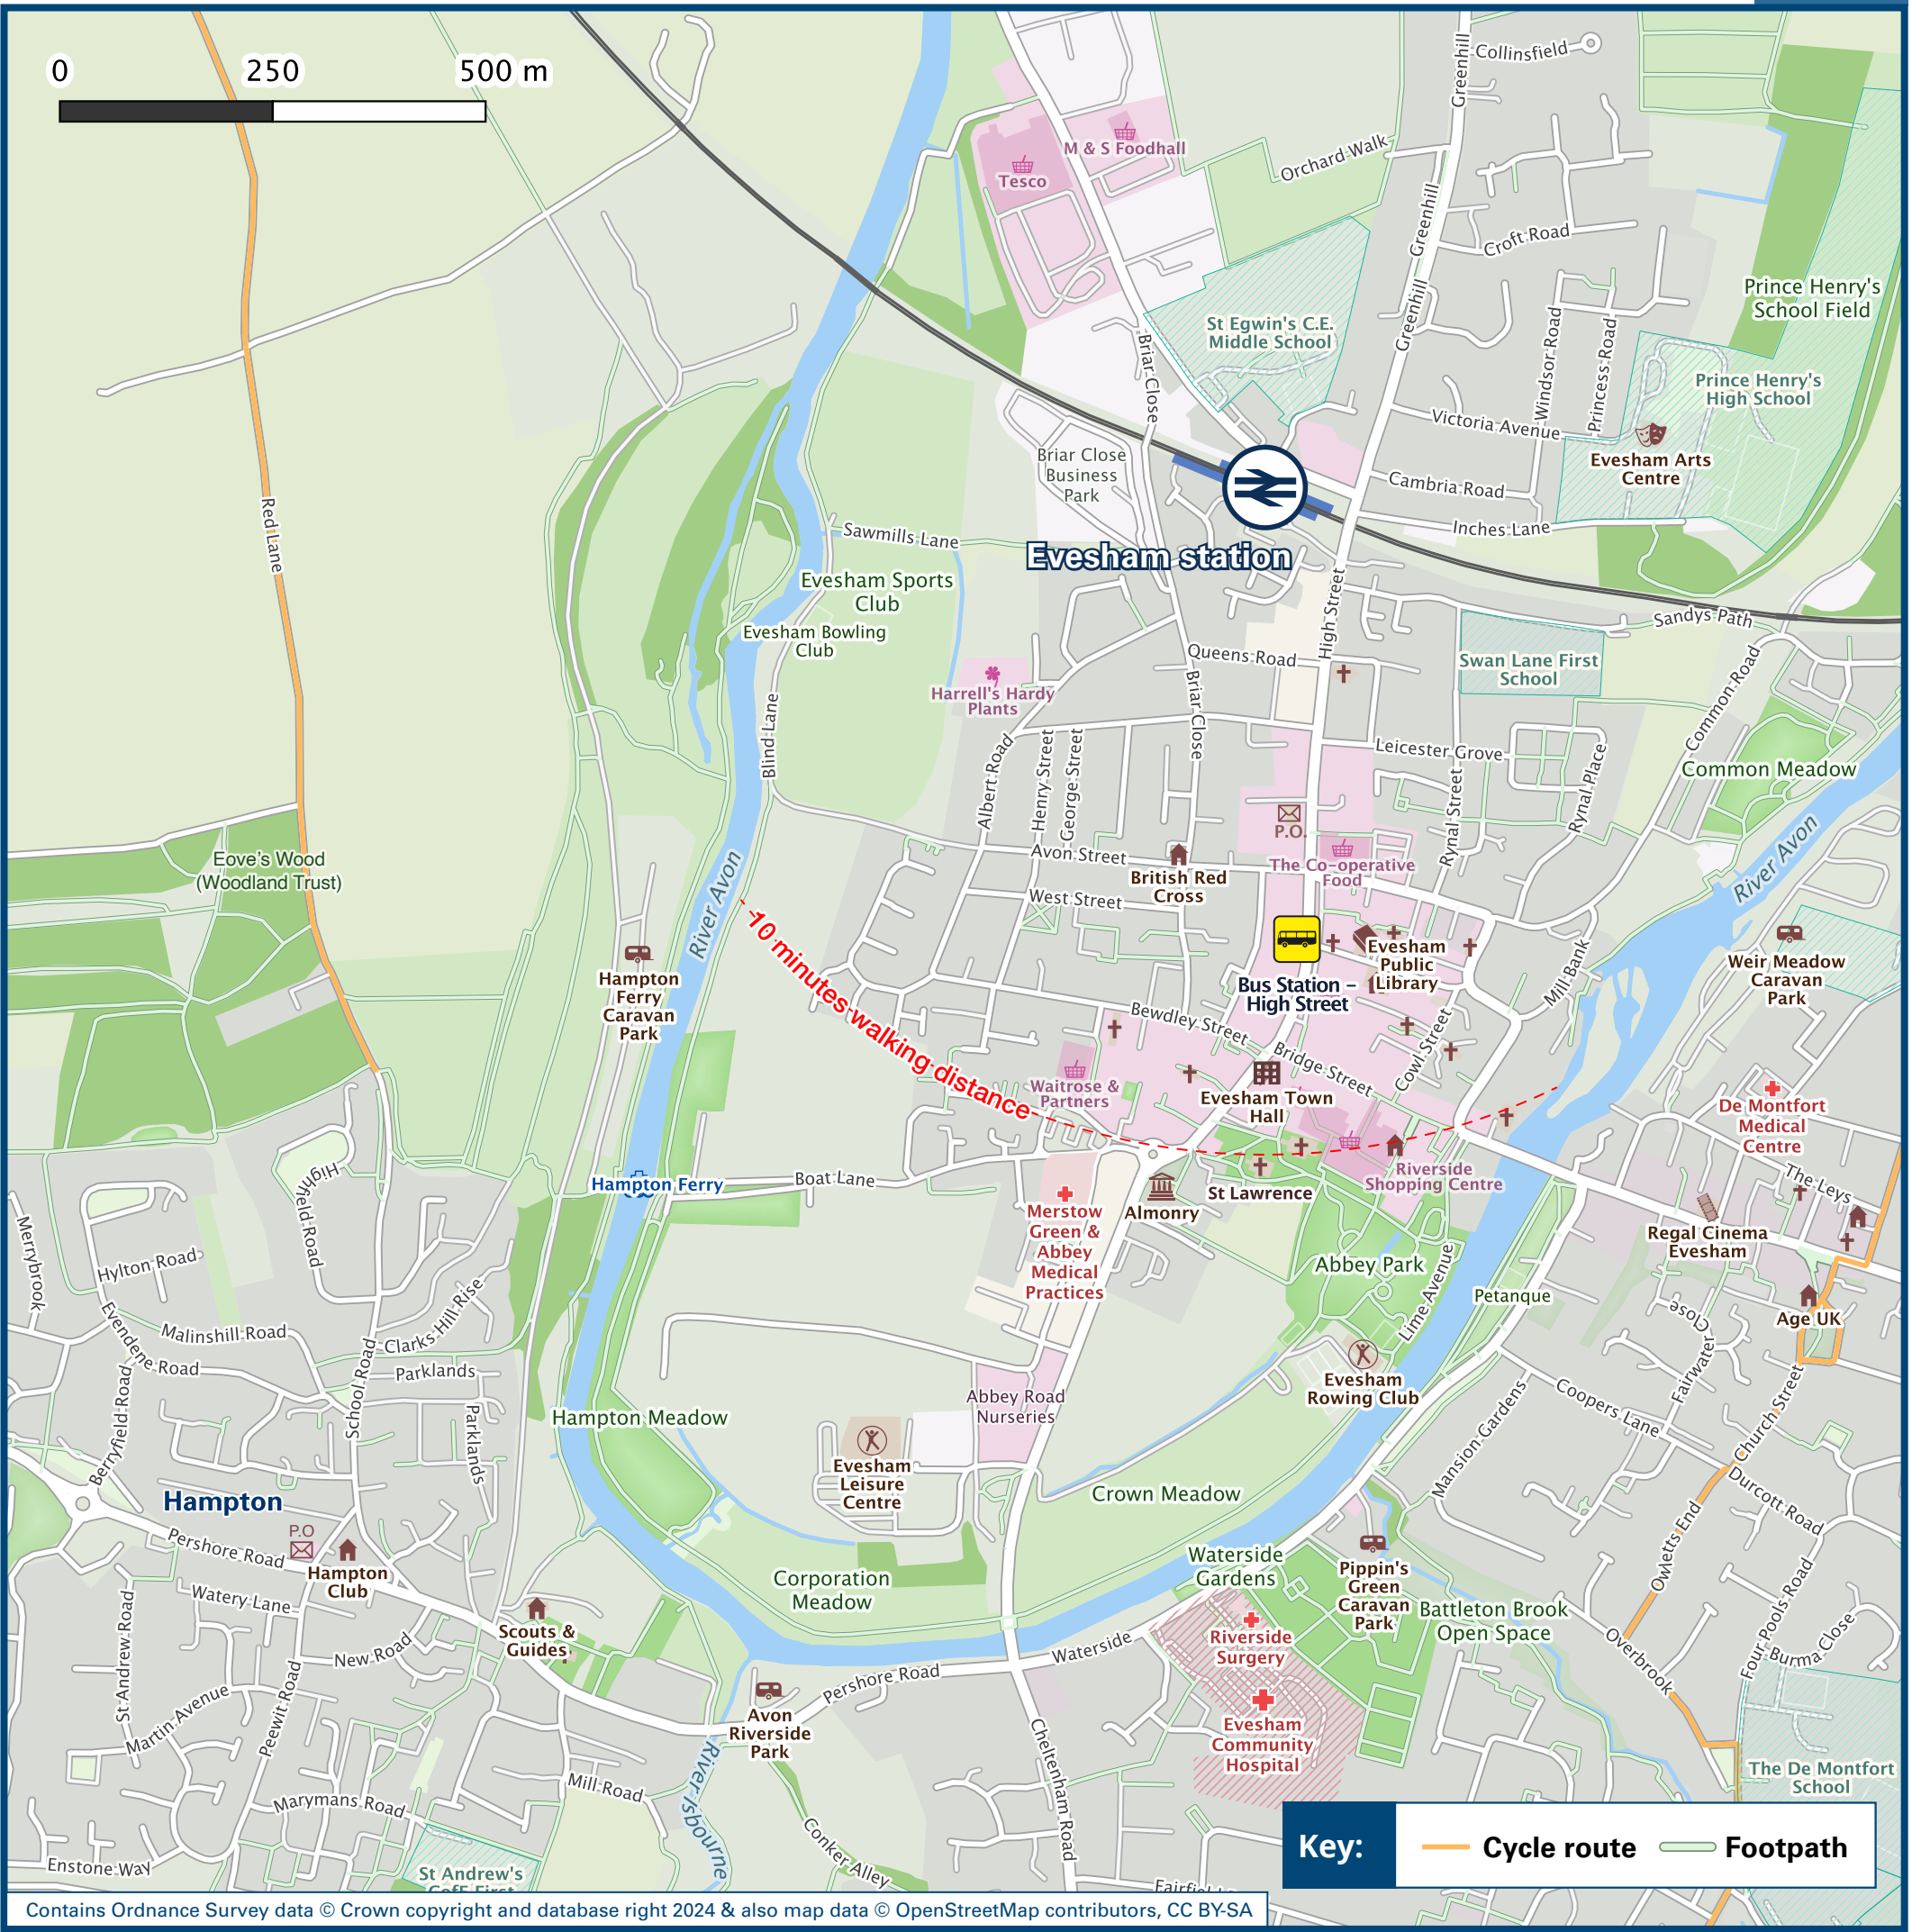 0 250 500 m
Collinsfield
Greenhill
M & S Foodhall
Tesco
Orchard Walk
Greenhill
Croft Road
Prince Henry's
School Field
St Egwin's C.E.
Middle School
Greenhill
Briar Close
Windsor Road
Princess Road
Prince Henry's
High School
Victoria Avenue
Evesham Arts
Centre
Briar Close
Business
Park
Cambria Road
Inches Lane
Red Lane
Sawmills Lane
Evesham station
Evesham Sports
Club
High Street
Sandys Path
Evesham Bowling
Club
Queens Road
Swan Lane First
School
Harrell's Hardy
Plants
Briar Close
Common Road
Blind Lane
Albert Road
Henry Street
George Street
Leicester Grove
Rynal Street
Rynal Place
Common Meadow
P.O.
Avon Street
British Red
Cross
The Co-operative
Food
Eove's Wood
(Woodland Trust)
River Avon
River Avon
West Street
10 minutes walking distance
Evesham
Public
Library
Mill Bank
Weir Meadow
Caravan
Park
Hampton
Ferry
Caravan
Park
Bus Station –
High Street
Bewdley Street
Bridge Street
Cowl Street
Waitrose &
Partners
Evesham Town
Hall
De Montfort
Medical
Centre
Highfield Road
Hampton Ferry
Boat Lane
Riverside
Shopping Centre
The Leys
St Lawrence
Almonry
Merstow
Green &
Abbey
Medical
Practices
Regal Cinema
Evesham
Merrybrook
Hylton Road
Abbey Park
Lime Avenue
Petanque
Age UK
Malinshill Road
Clarks Hill Rise
Evendene Road
Parklands
School Road
Berryfield Road
Parklands
Fairwater Close
Evesham
Rowing Club
Coopers Lane
Mansion Gardens
Church Street
Abbey Road
Nurseries
Hampton Meadow
Evesham
Leisure
Centre
Crown Meadow
Durcott Road
Hampton
Pershore Road
P.O
Hampton
Club
Owletts End
Waterside
Gardens
Pippin's
Green
Caravan
Park
Corporation
Meadow
Watery Lane
St Andrew Road
Scouts &
Guides
New Road
Battleton Brook
Open Space
Four Pools Road
Burma Close
Overbrook
Riverside
Surgery
Waterside
Pershore Road
Peewit Road
Martin Avenue
Avon
Riverside
Park
Evesham
Community
Hospital
Cheltenham Road
River Isbourne
Mill Road
Marymans Road
Conker Alley
The De Montfort
School
Enstone Way
St Andrew's
CofE First
Key: Cycle route Footpath
Contains Ordnance Survey data © Crown copyright and database right 2024 & also map data © OpenStreetMap contributors, CC BY-SA